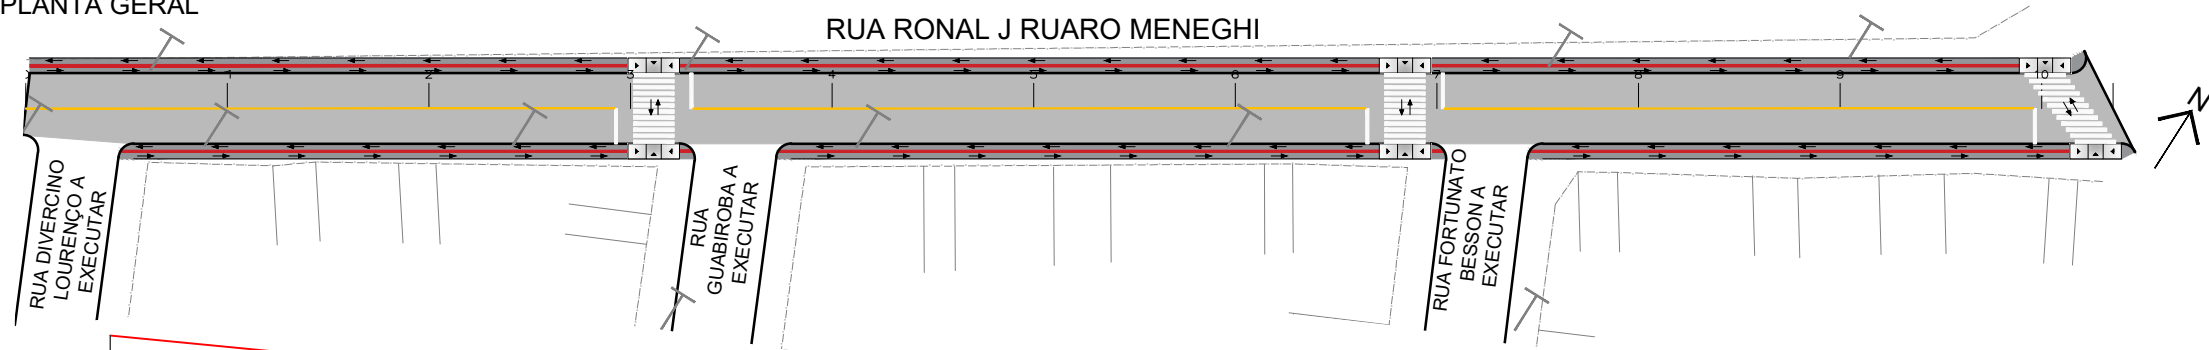 PLANTA GERAL
RUA RONAL J RUARO MENEGHI
1
2
3
4
5
6
7
8
9
10
N
RUA DIVERCINO
LOURENÇO A
EXECUTAR
RUA
GUABIROBA A
EXECUTAR
RUA FORTUNATO
BESSON A
EXECUTAR